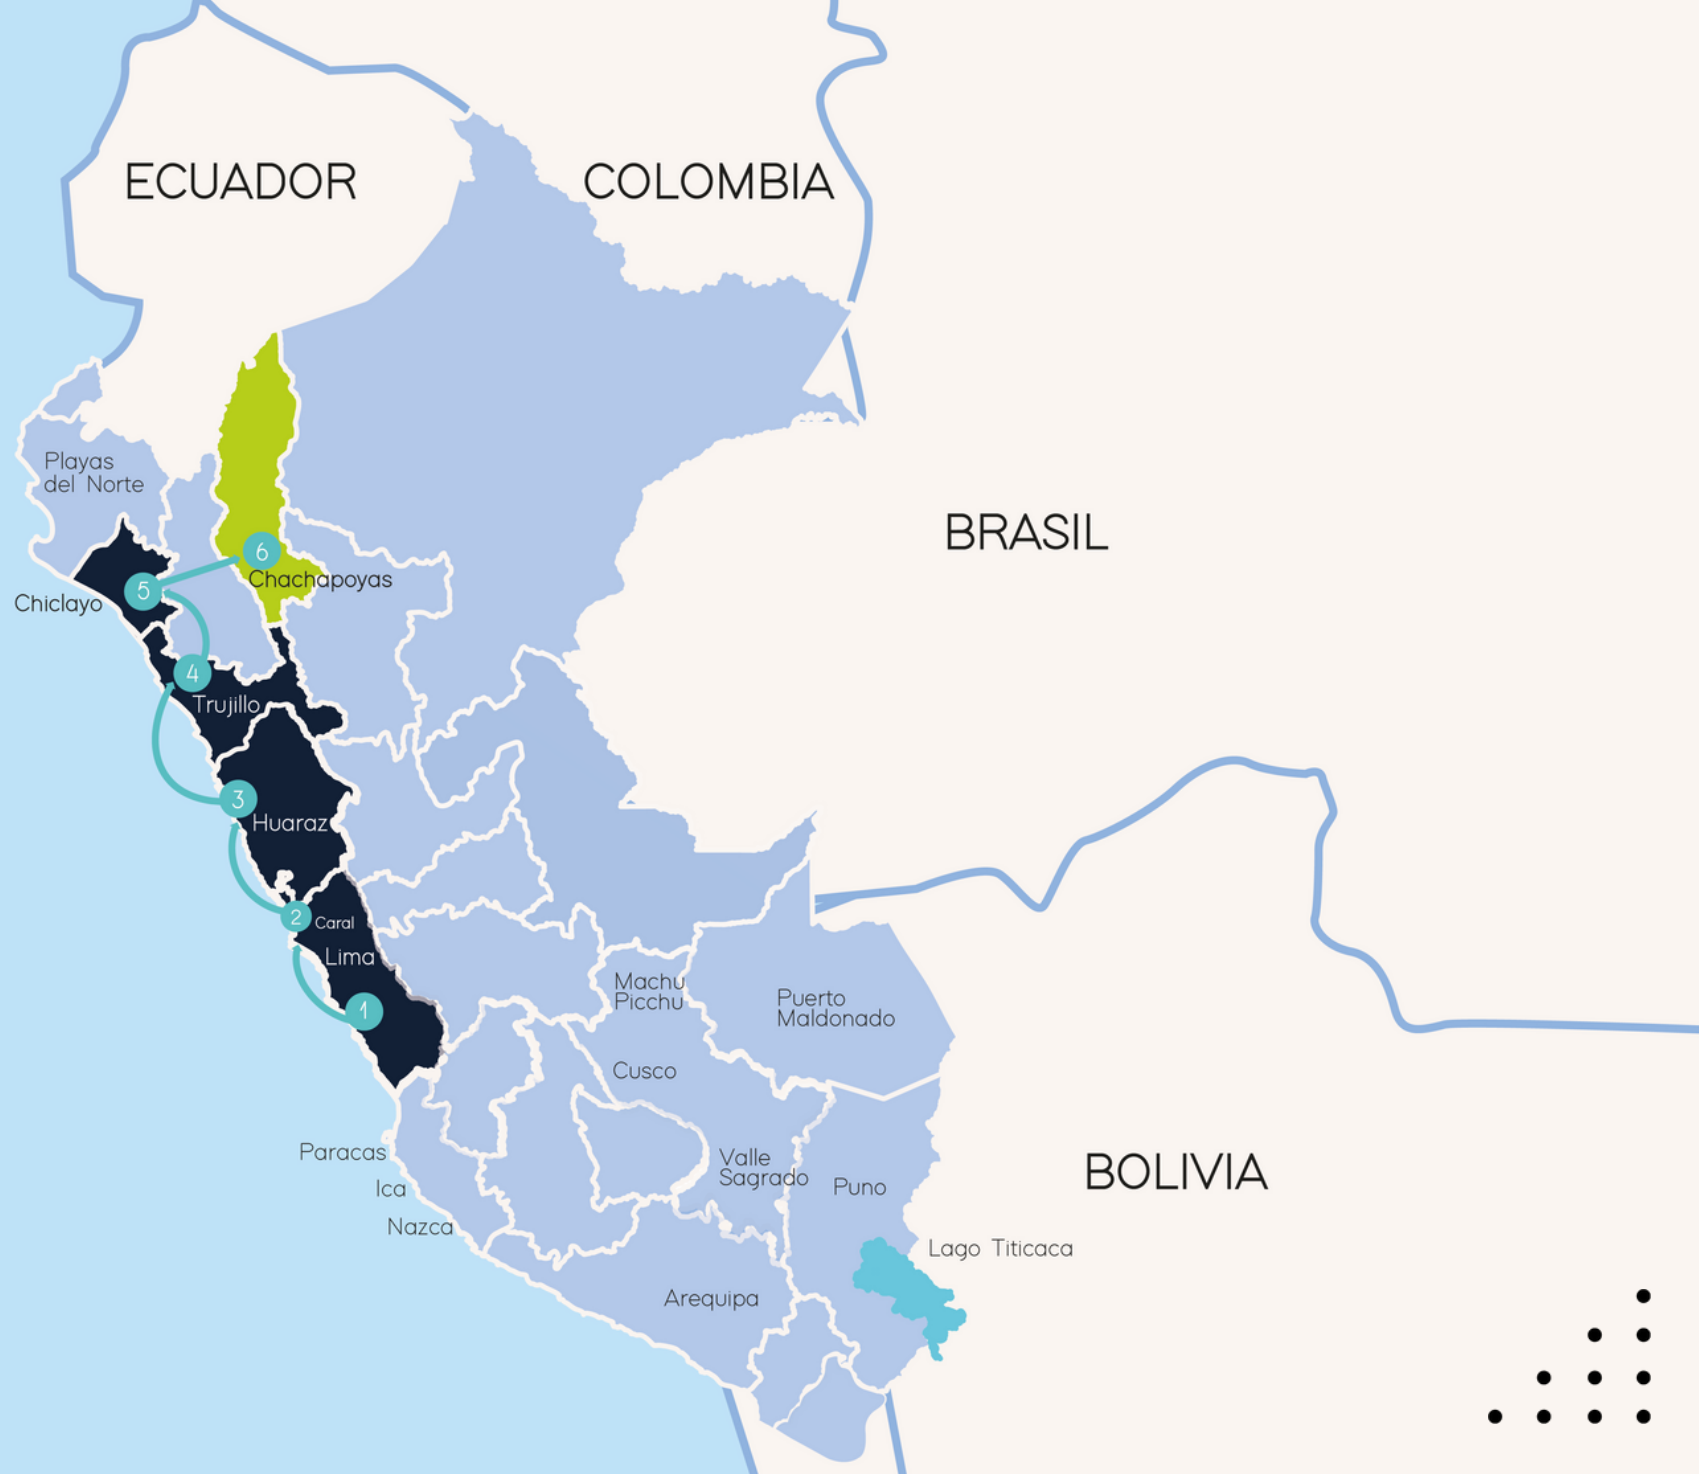 ECUADOR
COLOMBIA
Playas
del Norte
BRASIL
6
Chachapoyas
5
Chiclayo
4
Trujillo
3
Huaraz
2
Caral
Lima
1
Machu
Picchu
Puerto
Maldonado
Cusco
Paracas
Valle
Sagrado
Puno
BOLIVIA
Ica
Nazca
Lago Titicaca
Arequipa